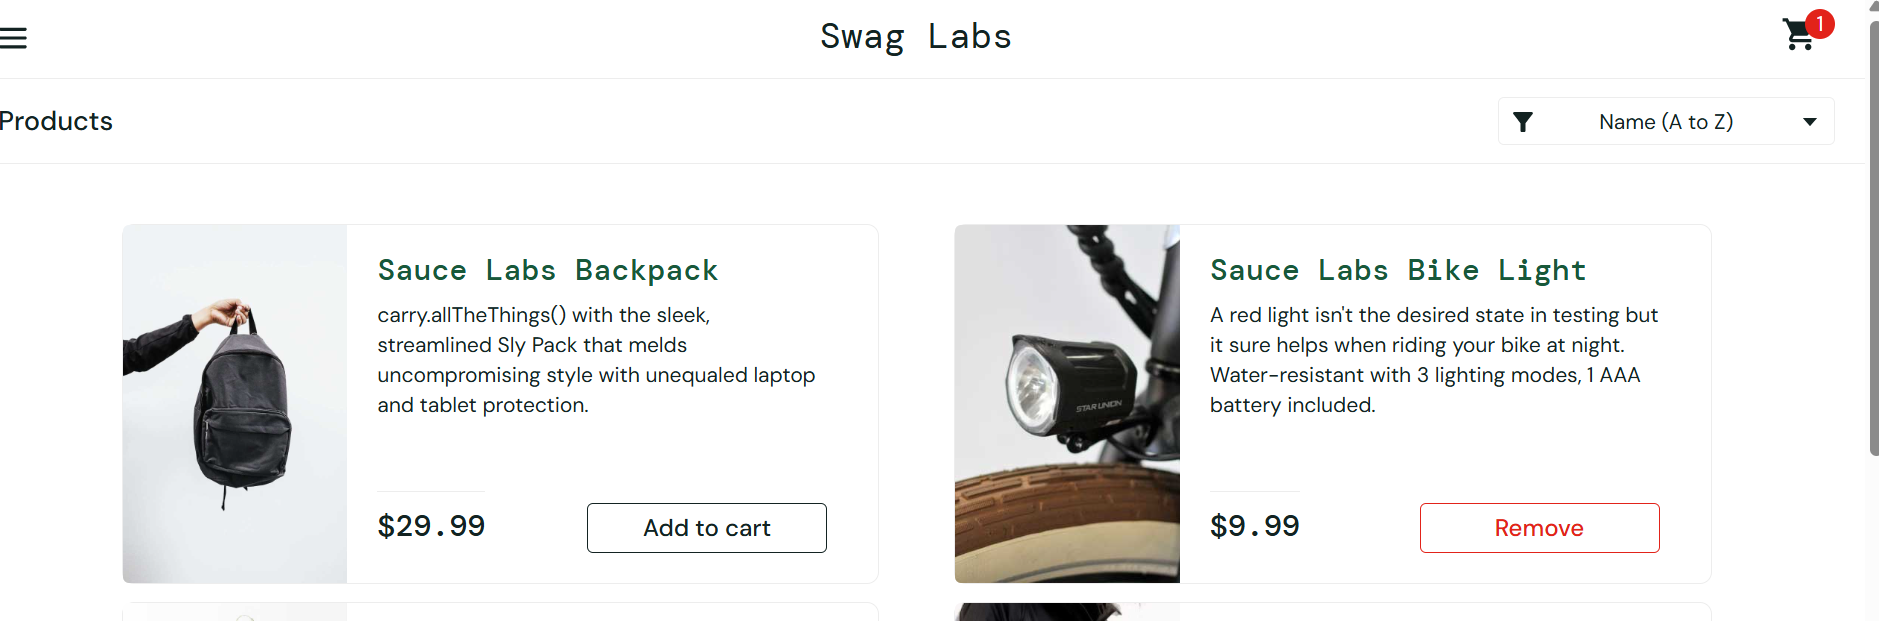 Swag Labs
1
Products
Name (A to Z)
Sauce Labs Backpack
carry.allTheThings() with the sleek,
streamlined Sly Pack that melds
uncompromising style with unequaled laptop
and tablet protection.
$29.99
Add to cart
STAR UNION
Sauce Labs Bike Light
A red light isn't the desired state in testing but
it sure helps when riding your bike at night.
Water-resistant with 3 lighting modes, 1 AAA
battery included.
$9.99
Remove